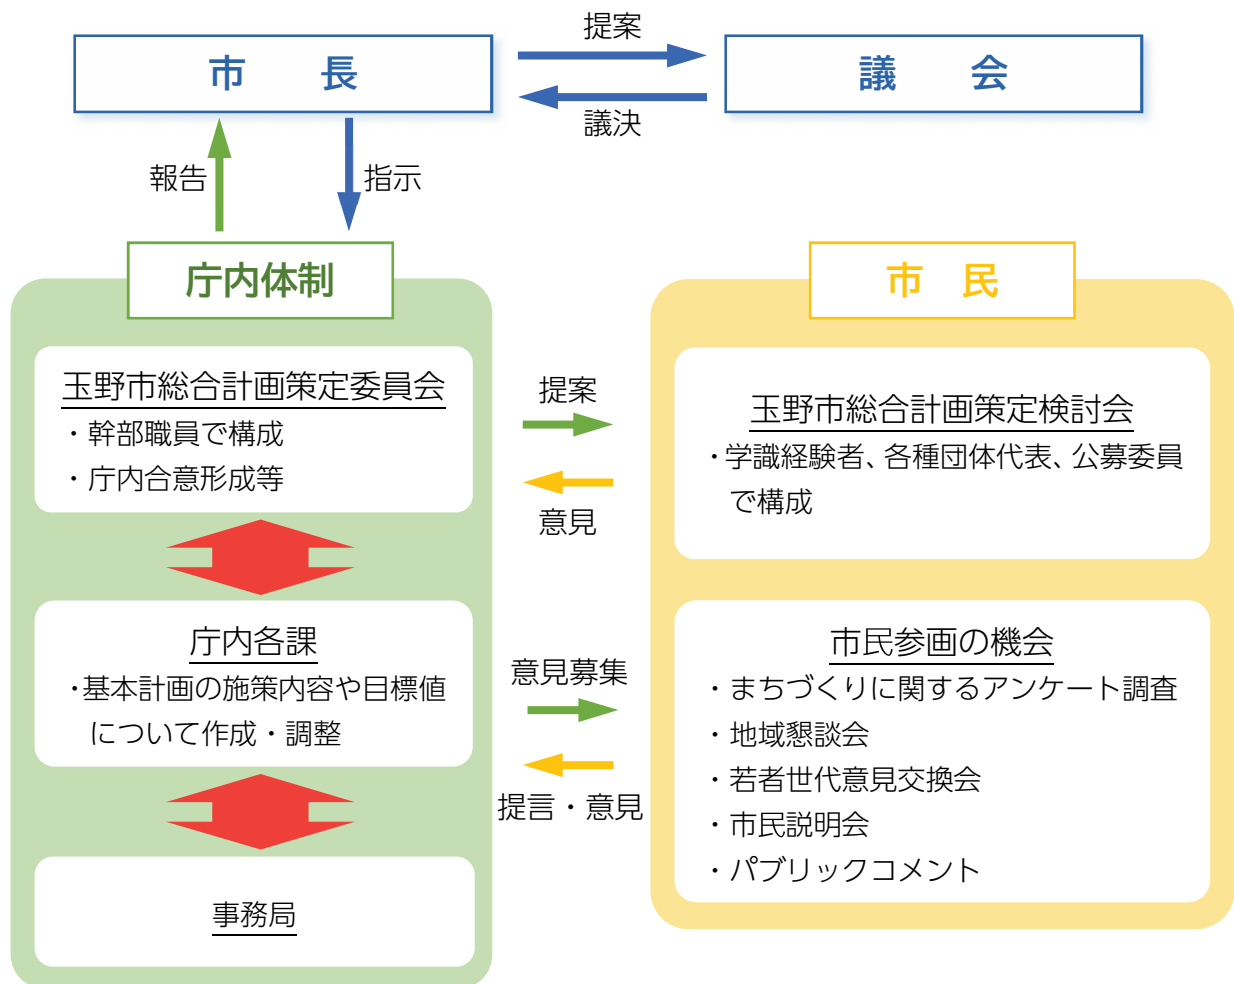 提案
市 長
議 会
議決
報告
指示
庁内体制
市 民
玉野市総合計画策定委員会
・幹部職員で構成
・庁内合意形成等
提案
意見
玉野市総合計画策定検討会
・学識経験者、各種団体代表、公募委員
で構成
庁内各課
・基本計画の施策内容や目標値
について作成・調整
意見募集
提言・意見
市民参画の機会
・まちづくりに関するアンケート調査
・地域懇談会
・若者世代意見交換会
・市民説明会
・パブリックコメント
事務局